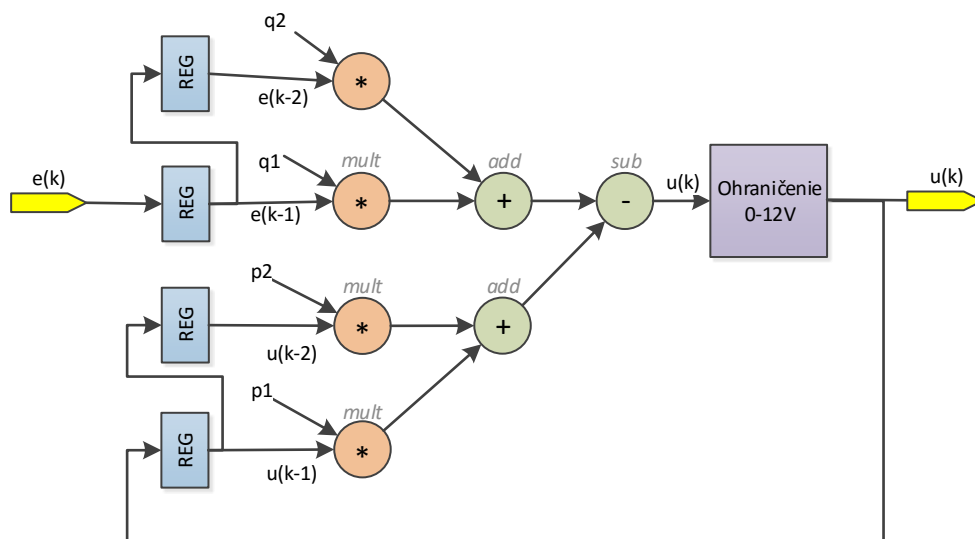 q2
REG
*
e(k-2)
q1
mult
add
sub
e(k)
REG
e(k-1)
*
+
-
u(k)
Ohraničenie
0-12V
u(k)
p2
mult
add
REG
*
+
u(k-2)
p1
mult
REG
*
u(k-1)